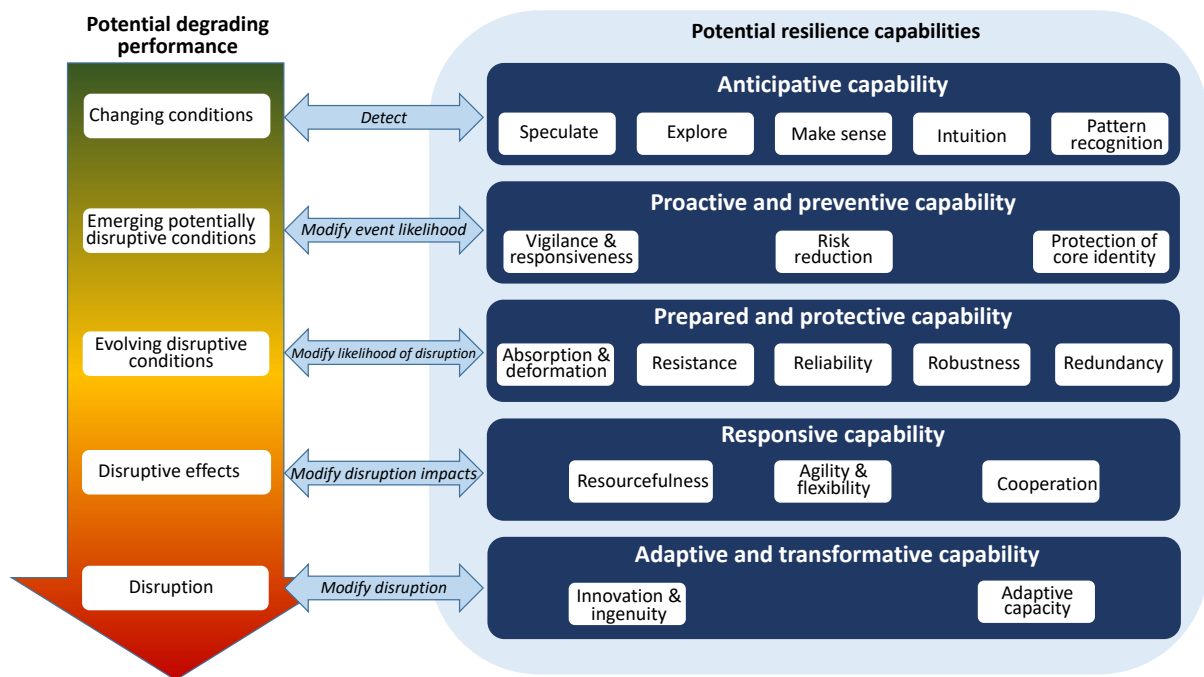 Potential degrading
performance
Potential resilience capabilities
Changing conditions
Detect
Anticipative capability
Speculate
Explore
Make sense
Intuition
Pattern
recognition
Emerging potentially
disruptive conditions
Modify event likelihood
Proactive and preventive capability
Vigilance &
responsiveness
Risk
reduction
Protection of
core identity
Evolving disruptive
conditions
Modify likelihood of disruption
Prepared and protective capability
Absorption &
deformation
Resistance
Reliability
Robustness
Redundancy
Disruptive effects
Modify disruption impacts
Responsive capability
Resourcefulness
Agility &
flexibility
Cooperation
Disruption
Modify disruption
Adaptive and transformative capability
Innovation &
ingenuity
Adaptive
capacity